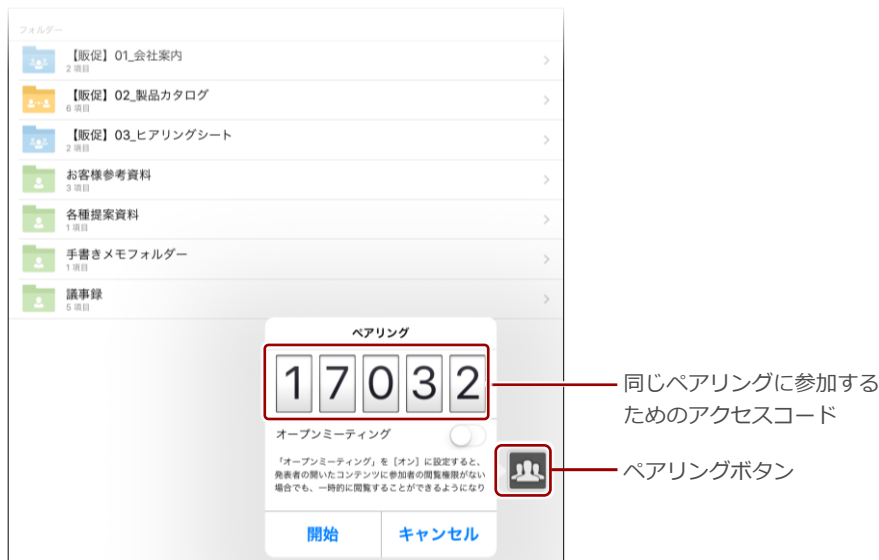 フォルダー
【販促】01_会社案内
2 項目
【販促】02_製品カタログ
6 項目
【販促】03_ヒアリングシート
2 項目
お客様参考資料
3 項目
各種提案資料
1 項目
手書きメモフォルダー
1 項目
議事録
5 項目
ペアリング
17032
オープンミーティング
「オープンミーティング」を［オン］に設定すると、
発表者の開いたコンテンツに参加者の閲覧権限がない
場合でも、一時的に閲覧することができるようになり
開始 キャンセル
同じペアリングに参加する
ためのアクセスコード
ペアリングボタン